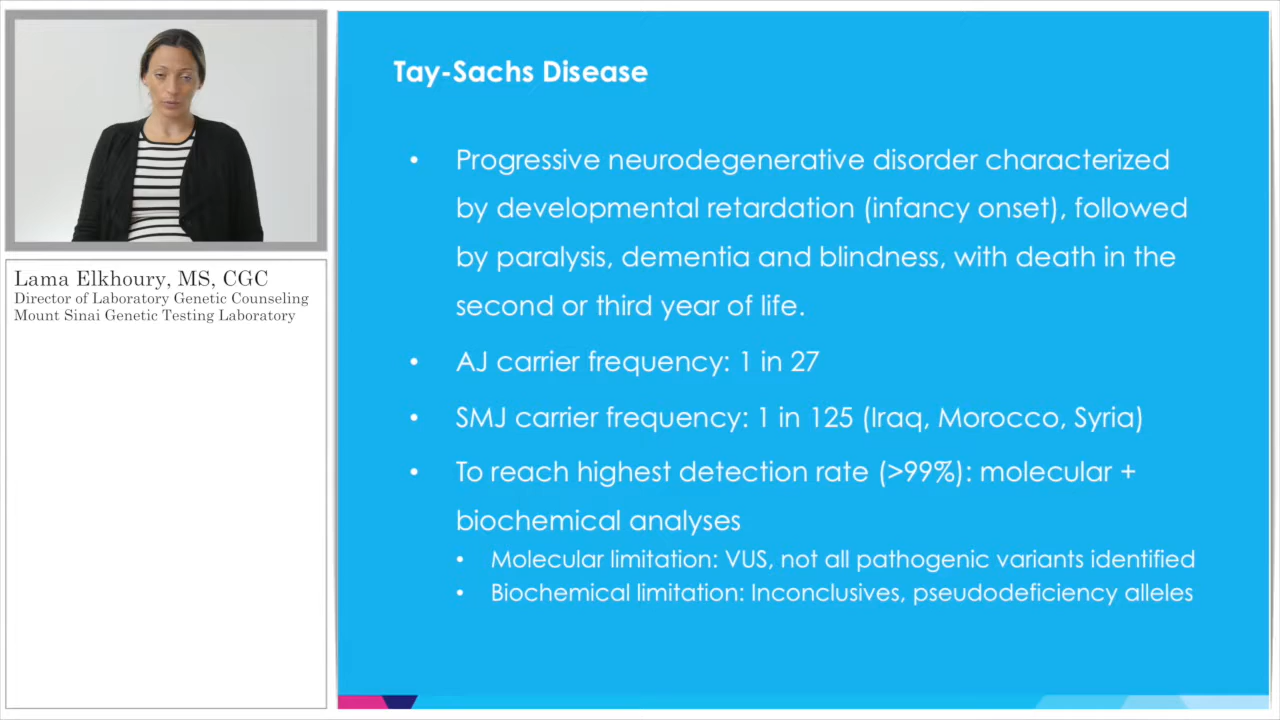 Lama Elkhoury, MS, CGC
Director of Laboratory Genetic Counseling
Mount Sinai Genetic Testing Laboratory
Tay-Sachs Disease
• Progressive neurodegenerative disorder characterized
by developmental retardation (infancy onset), followed
by paralysis, dementia and blindness, with death in the
second or third year of life.
• AJ carrier frequency: 1 in 27
• SMJ carrier frequency: 1 in 125 (Iraq, Morocco, Syria)
• To reach highest detection rate (>99%): molecular +
biochemical analyses
• Molecular limitation: VUS, not all pathogenic variants identified
• Biochemical limitation: Inconclusives, pseudodeficiency alleles